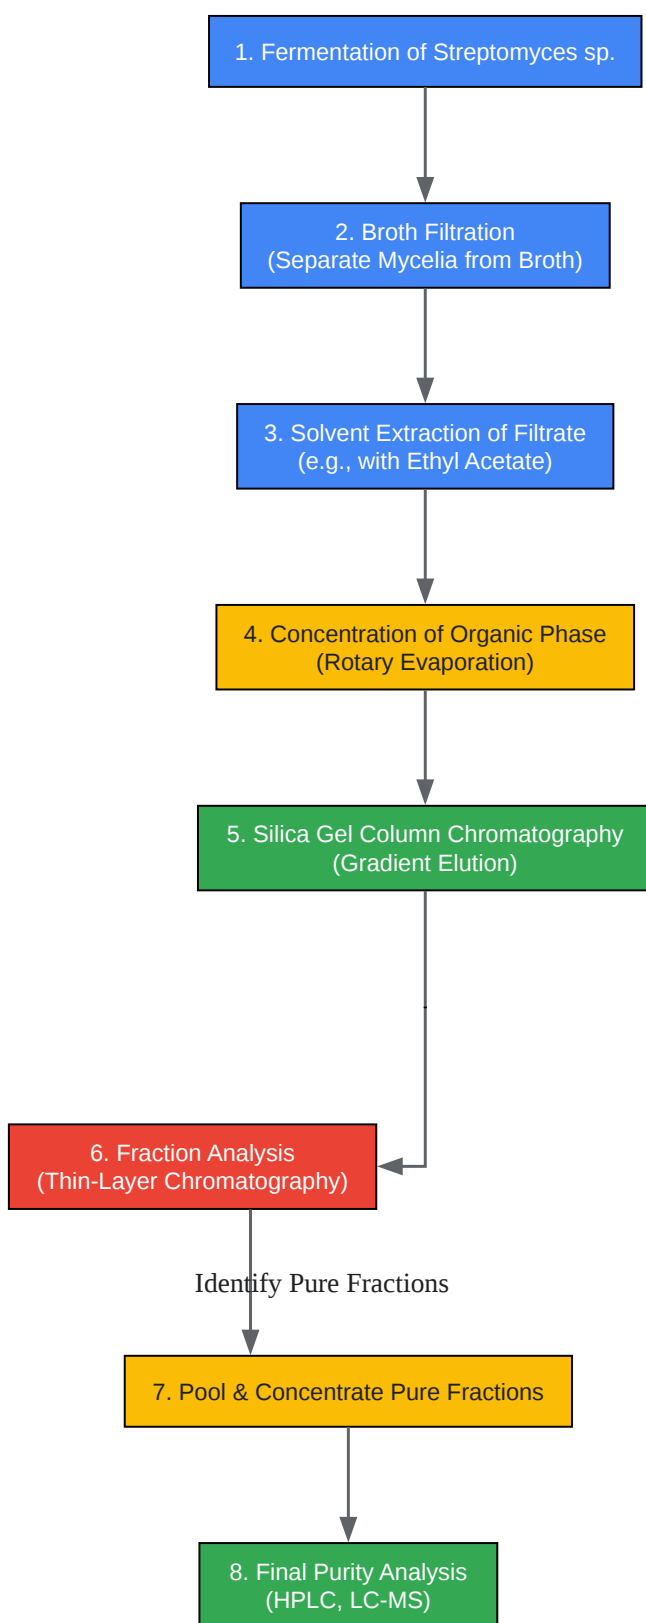 1. Fermentation of Streptomyces sp.
2. Broth Filtration
(Separate Mycelia from Broth)
3. Solvent Extraction of Filtrate
(e.g., with Ethyl Acetate)
4. Concentration of Organic Phase
(Rotary Evaporation)
5. Silica Gel Column Chromatography
(Gradient Elution)
6. Fraction Analysis
(Thin-Layer Chromatography)
Identify Pure Fractions
7. Pool & Concentrate Pure Fractions
8. Final Purity Analysis
(HPLC, LC-MS)